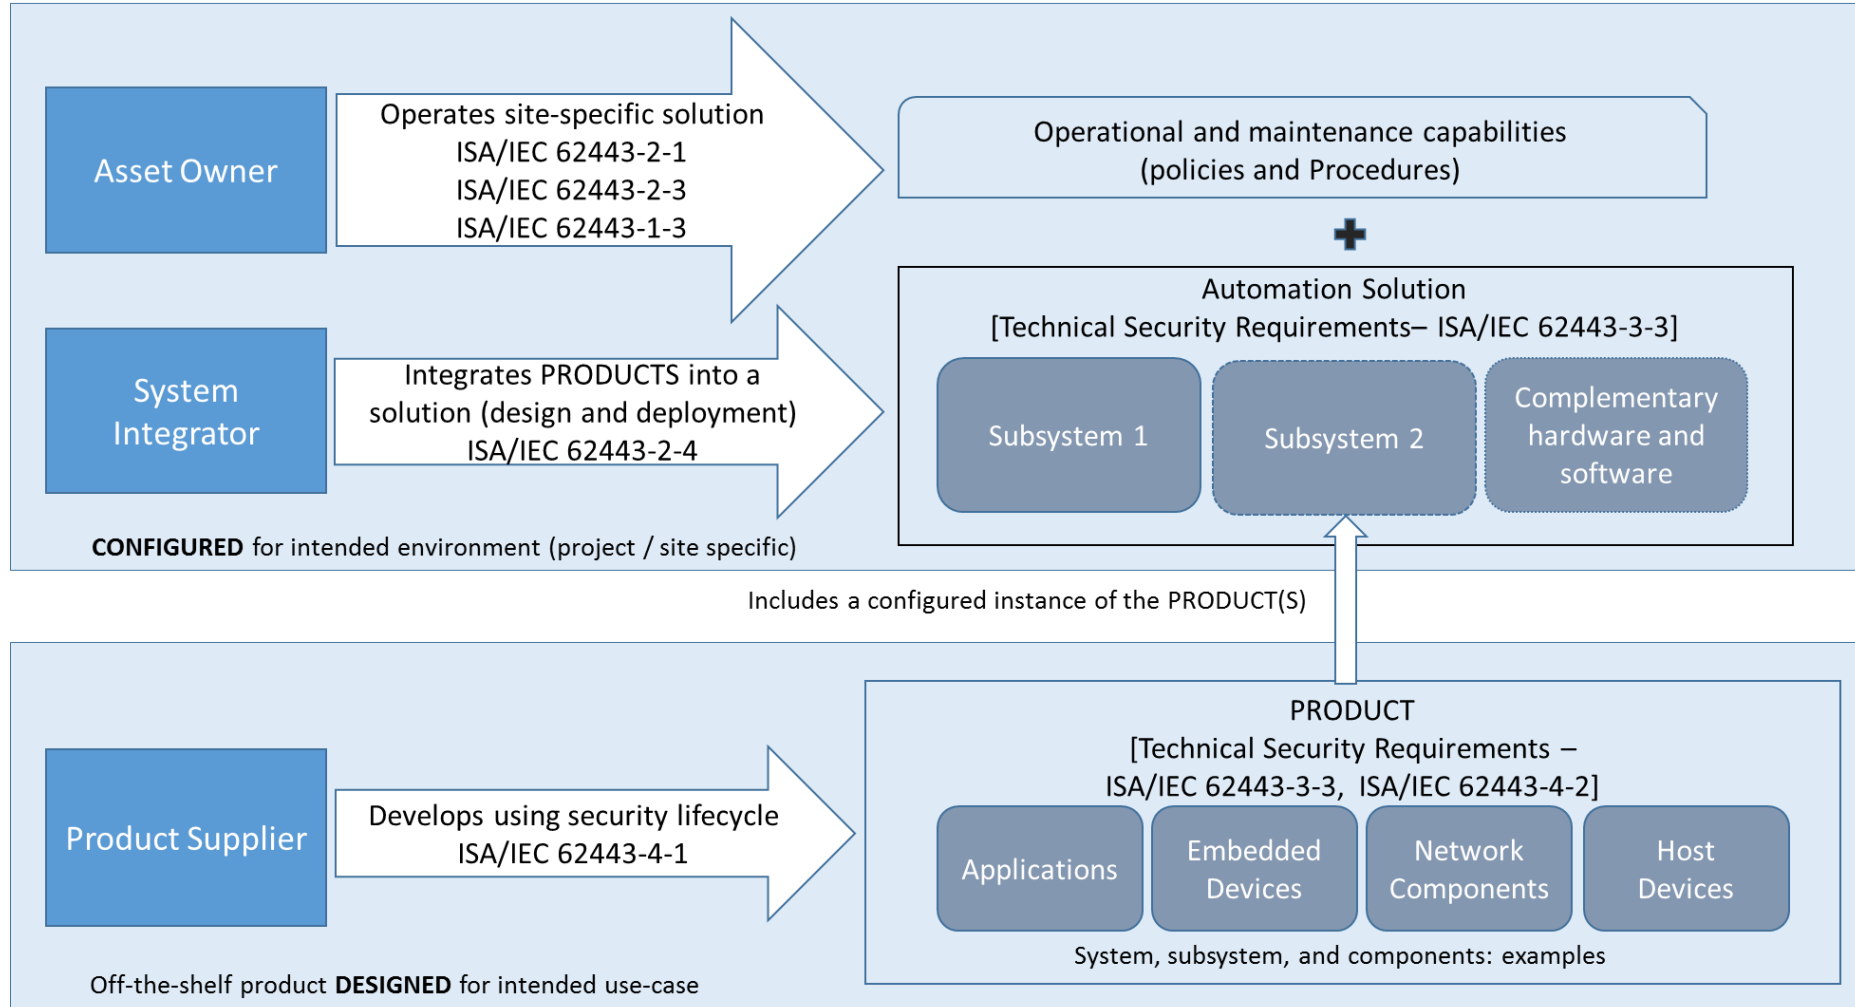 Asset Owner
Operates site-specific solution
ISA/IEC 62443-2-1
ISA/IEC 62443-2-3
ISA/IEC 62443-1-3
Operational and maintenance capabilities
(policies and Procedures)
System
Integrator
Integrates PRODUCTS into a
solution (design and deployment)
ISA/IEC 62443-2-4
Automation Solution
[Technical Security Requirements– ISA/IEC 62443-3-3]
Subsystem 1
Subsystem 2
Complementary
hardware and
software
CONFIGURED for intended environment (project / site specific)
Includes a configured instance of the PRODUCT(S)
Product Supplier
Develops using security lifecycle
ISA/IEC 62443-4-1
PRODUCT
[Technical Security Requirements –
ISA/IEC 62443-3-3, ISA/IEC 62443-4-2]
Applications
Embedded
Devices
Network
Components
Host
Devices
System, subsystem, and components: examples
Off-the-shelf product DESIGNED for intended use-case